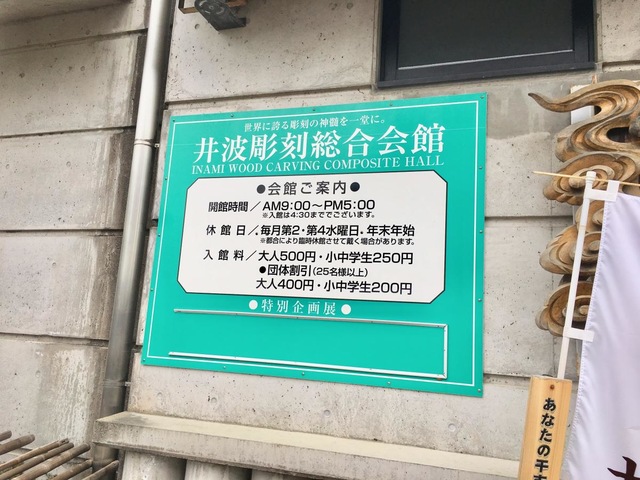 世界に誇る彫刻の神髄を一堂に。
井波彫刻総合会館
INAMI WOOD CARVING COMPOSITE HALL
●会館ご案内●
開館時間／AM9:00～PM5:00
※入館は4:30まででございます。
休館日／毎月第2・第4水曜日・年末年始
※都合により臨時休館させて戴く場合があります。
入館料／大人500円・小中学生250円
●団体割引(25名様以上)
大人400円・小中学生200円
●特別企画展●
あなたの干支